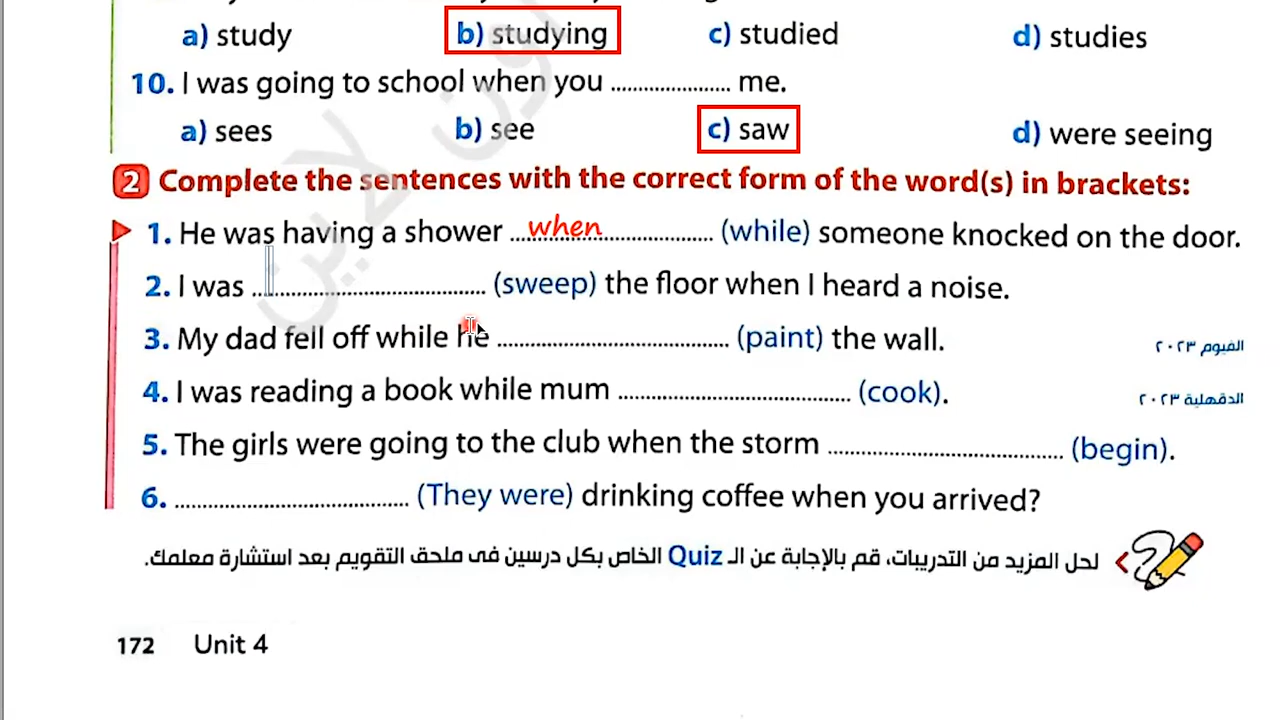 a) study b) studying c) studied d) studies
10. I was going to school when you ..................... me.
a) sees b) see c) saw d) were seeing
2 Complete the sentences with the correct form of the word(s) in brackets:
1. He was having a shower ...when................... (while) someone knocked on the door.
2. I was ........................................ (sweep) the floor when I heard a noise.
3. My dad fell off while he ........................................ (paint) the wall. الفيوم ٢٠٢٣
4. I was reading a book while mum ........................................ (cook). الدقهلية ٢٠٢٣
5. The girls were going to the club when the storm ........................................ (begin).
6. ........................................ (They were) drinking coffee when you arrived?
لحل المزيد من التدريبات، قم بالإجابة عن الـ Quiz الخاص بكل درسين فى ملحق التقويم بعد استشارة معلمك.
172 Unit 4
أون لاين